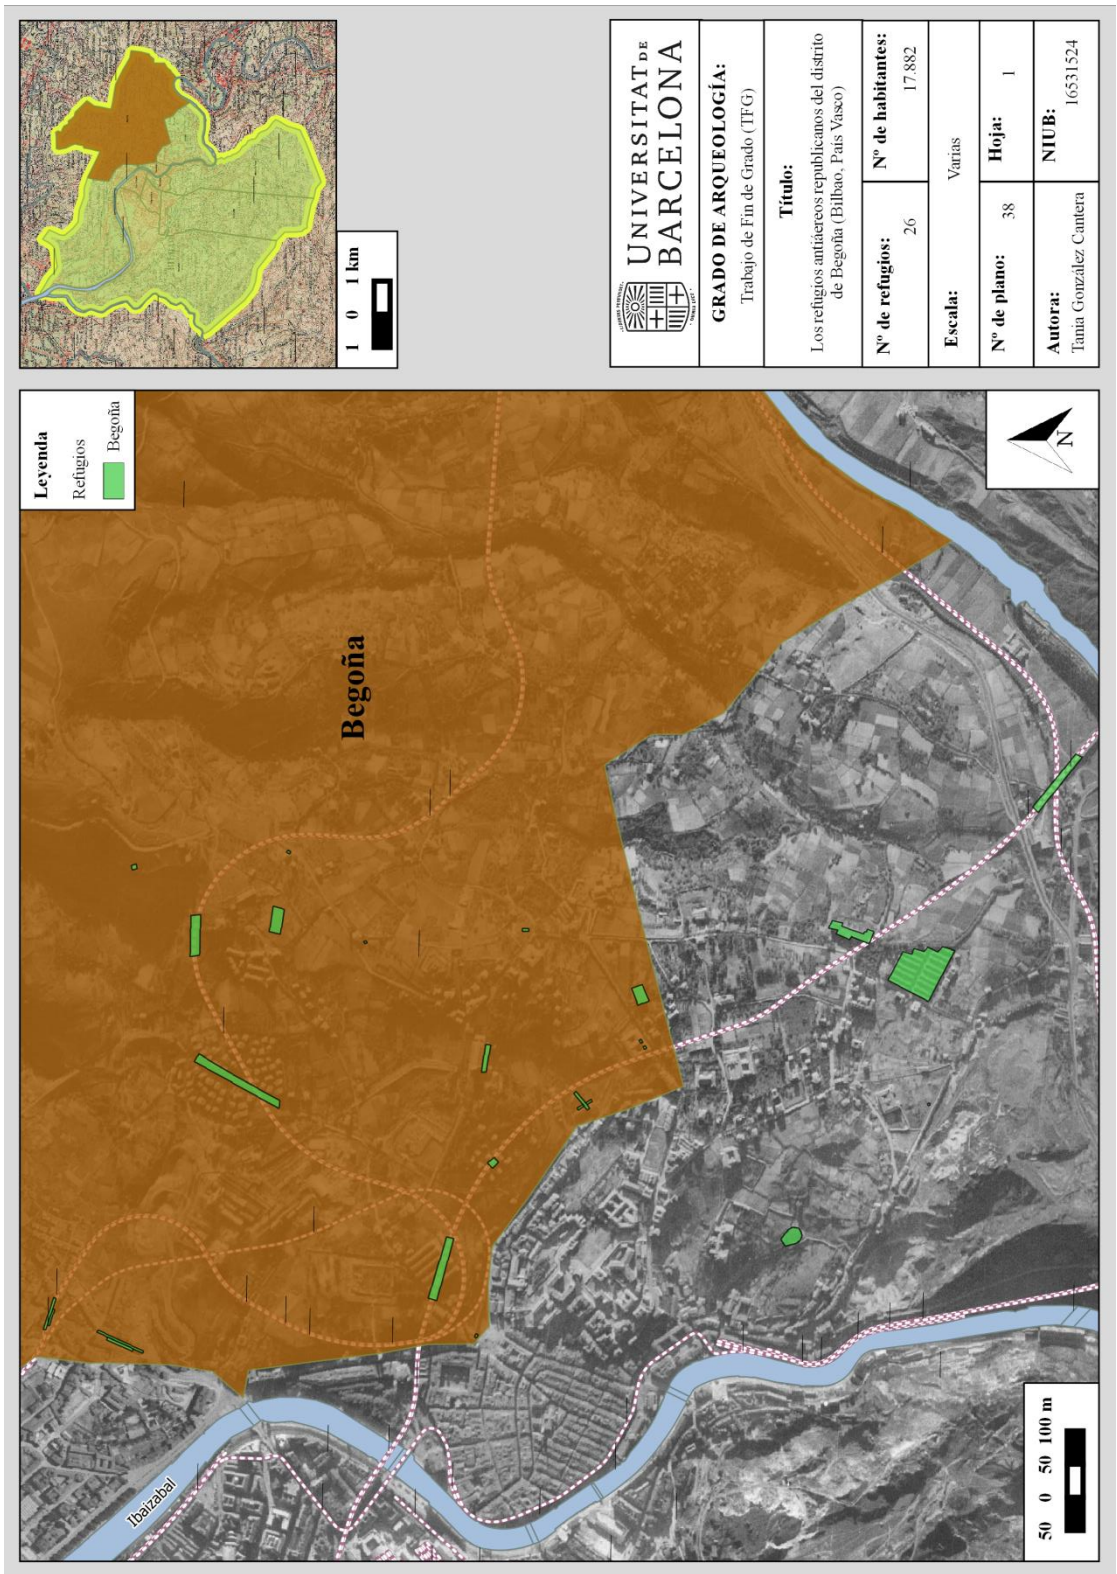 Leyenda
Refugios
Begoña
Begoña
Ibaizabal
N
50 0 50 100 m
1 0 1 km
UNIVERSITAT DE
BARCELONA
GRADO DE ARQUEOLOGÍA:
Trabajo de Fin de Grado (TFG)
Título:
Los refugios antiáereos republicanos del distrito
de Begoña (Bilbao, País Vasco)
Nº de refugios:
26
Nº de habitantes:
17.882
Escala:
Varias
Nº de plano:
38
Hoja:
1
Autora:
Tania González Cantera
NIUB:
16531524